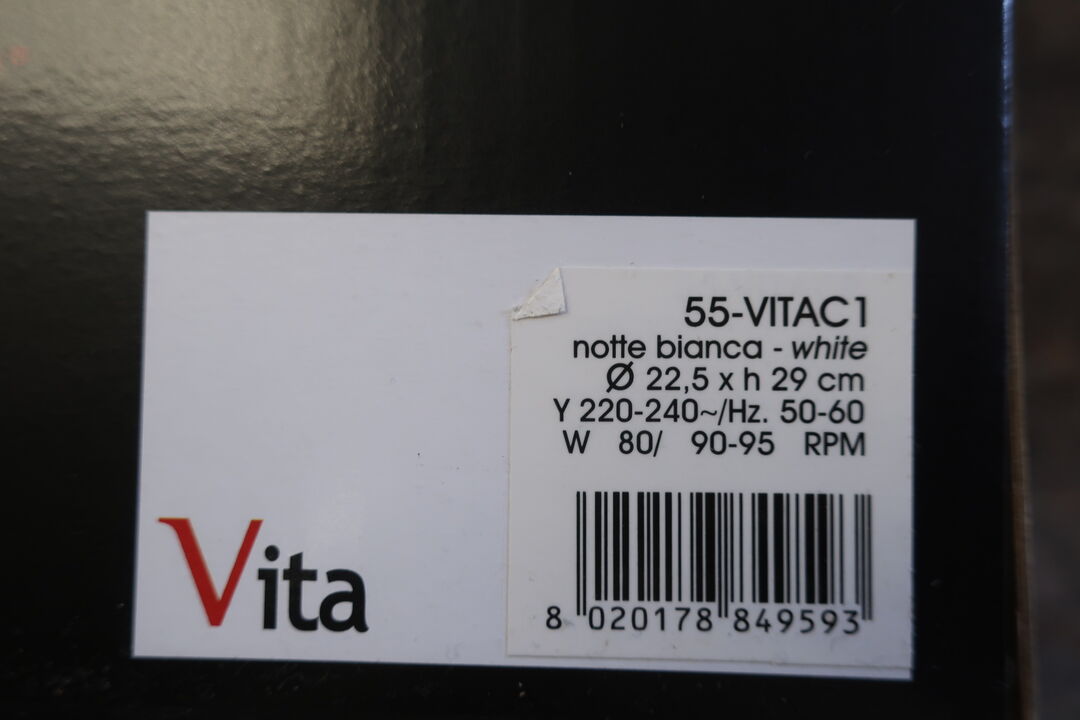 55-VITAC1
notte bianca - white
Ø 22,5 x h 29 cm
Y 220-240~/Hz. 50-60
W 80/ 90-95 RPM
8 020178 849593
Vita